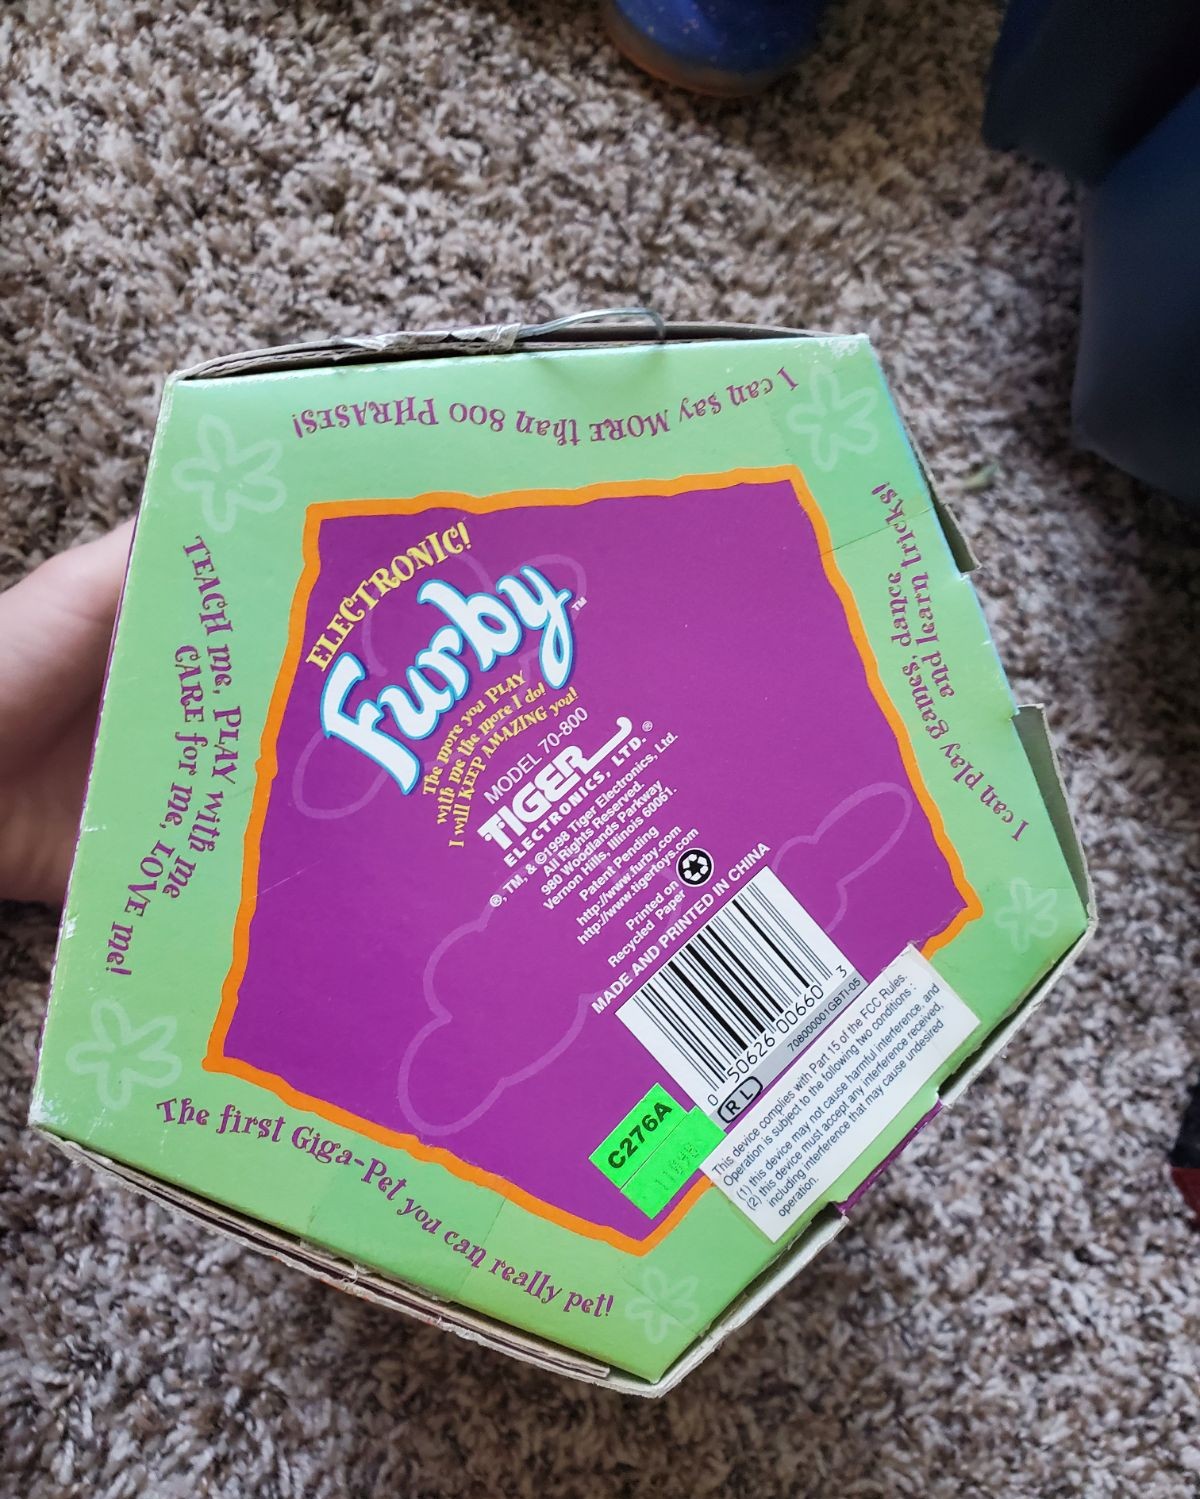 I can say MORE than 800 PHRASES!
I can play games, dance
and learn tricks!
TEACH me, PLAY with me
CARE for me, LOVE me!
The first Giga-Pet you can really pet!
ELECTRONIC!
Furby™
The more you PLAY
with me the more I do!
I will KEEP AMAZING you!
MODEL 70-800
TIGER®
ELECTRONICS, LTD.
®, TM, & ©1998 Tiger Electronics, Ltd.
All Rights Reserved.
980 Woodlands Parkway
Vernon Hills, Illinois 60061.
Patent Pending
http://www.furby.com
http://www.tigertoys.com
Printed on
Recycled Paper
MADE AND PRINTED IN CHINA
0 50626 00660 3
R L
708000001GBTI-05
C276A
This device complies with Part 15 of the FCC Rules.
Operation is subject to the following two conditions :
(1) this device may not cause harmful interference, and
(2) this device must accept any interference received,
including interference that may cause undesired
operation.